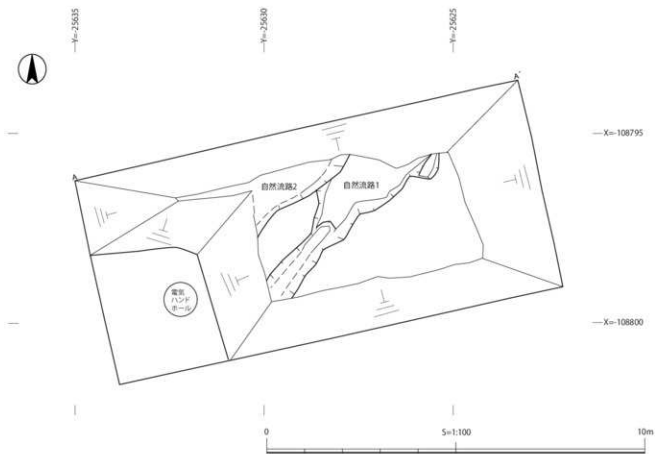 Y=-25635
Y=-25630
Y=-25625
A'
X=-108795
自然流路2
自然流路1
A
電気
ハンド
ホール
X=-108800
0
S=1:100
10m